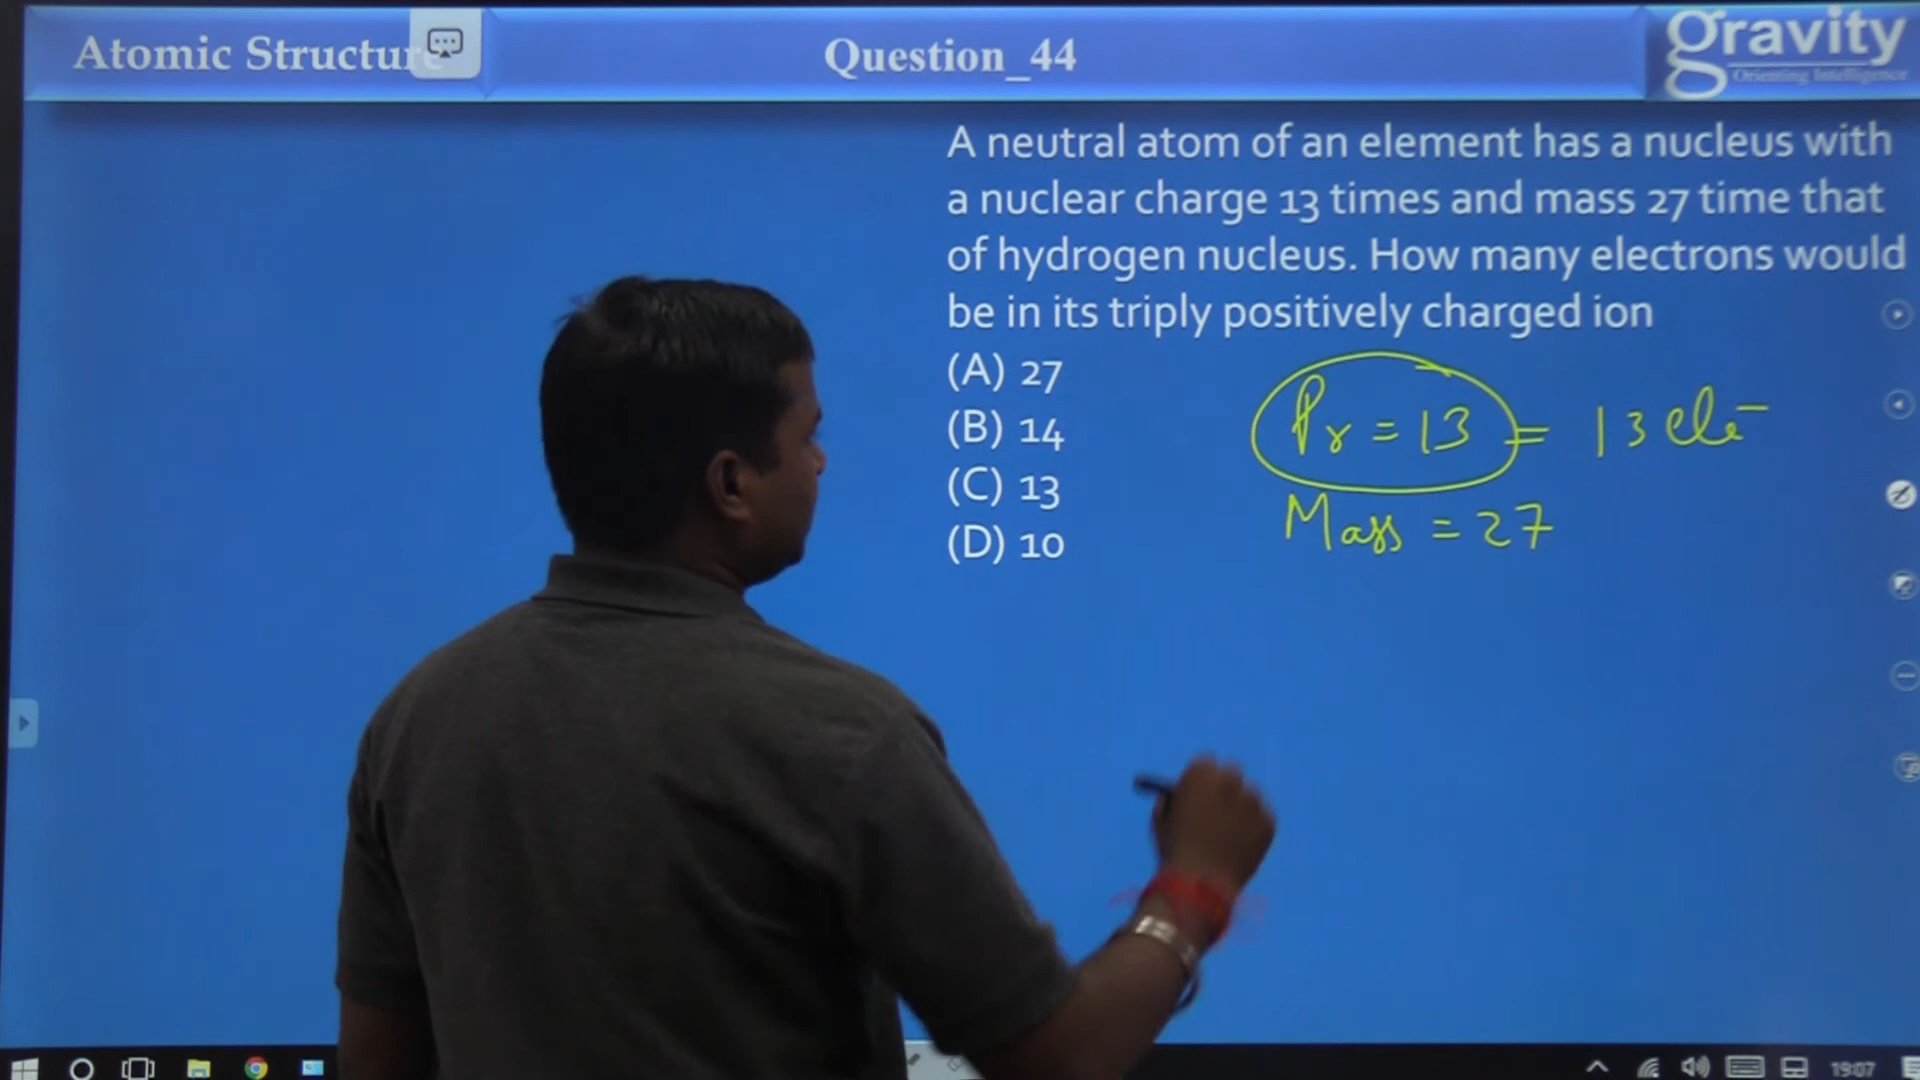 Atomic Structure
Question_44
gravity
Orienting Intelligence
A neutral atom of an element has a nucleus with
a nuclear charge 13 times and mass 27 time that
of hydrogen nucleus. How many electrons would
be in its triply positively charged ion
(A) 27
(B) 14
(C) 13
(D) 10
Pr = 13 = 13 ele⁻
Mass = 27
19:07